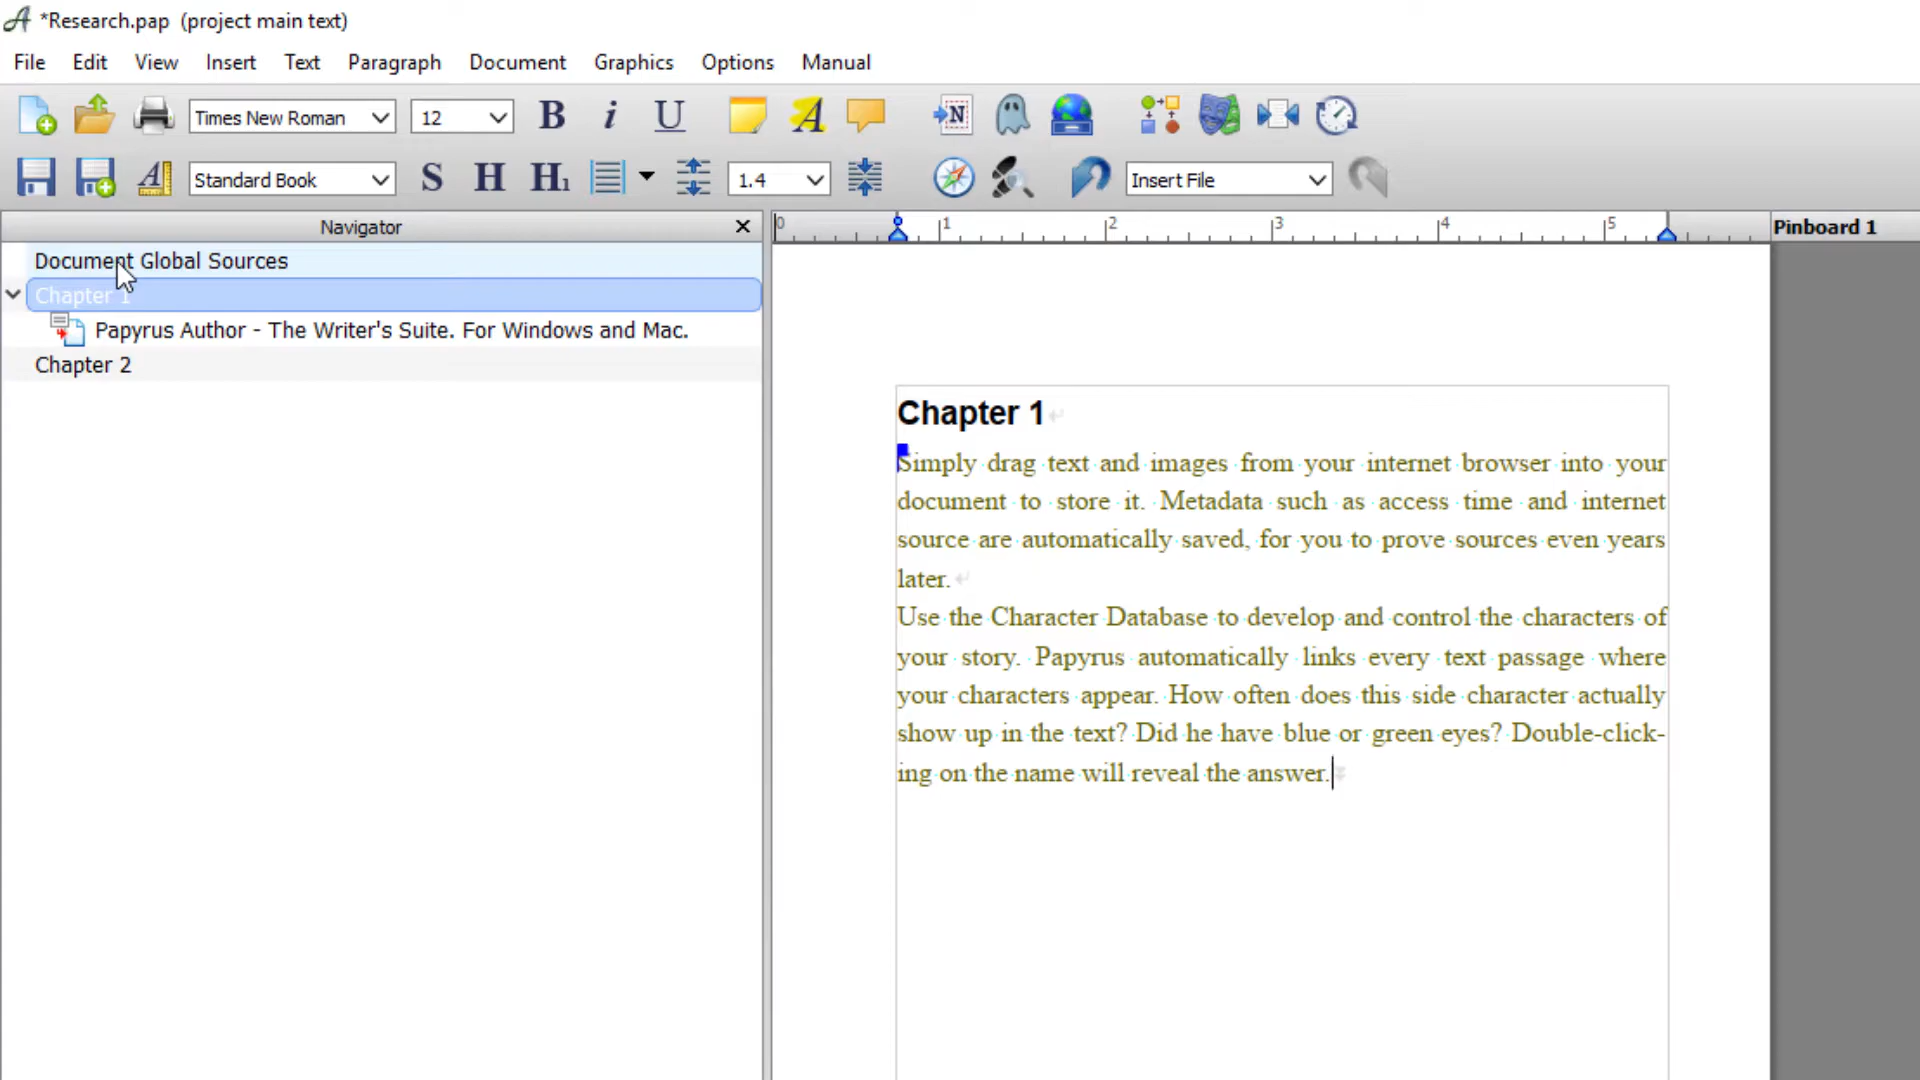 *Research.pap (project main text)
File Edit View Insert Text Paragraph Document Graphics Options Manual
Times New Roman 12 B i U A N
A Standard Book S H H1 1.4 Insert File
Navigator
0 1 2 3 4 5
Pinboard 1
Document Global Sources
Chapter 1
Papyrus Author - The Writer's Suite. For Windows and Mac.
Chapter 2
Chapter 1
Simply drag text and images from your internet browser into your
document to store it. Metadata such as access time and internet
source are automatically saved, for you to prove sources even years
later.
Use the Character Database to develop and control the characters of
your story. Papyrus automatically links every text passage where
your characters appear. How often does this side character actually
show up in the text? Did he have blue or green eyes? Double-click-
ing on the name will reveal the answer.